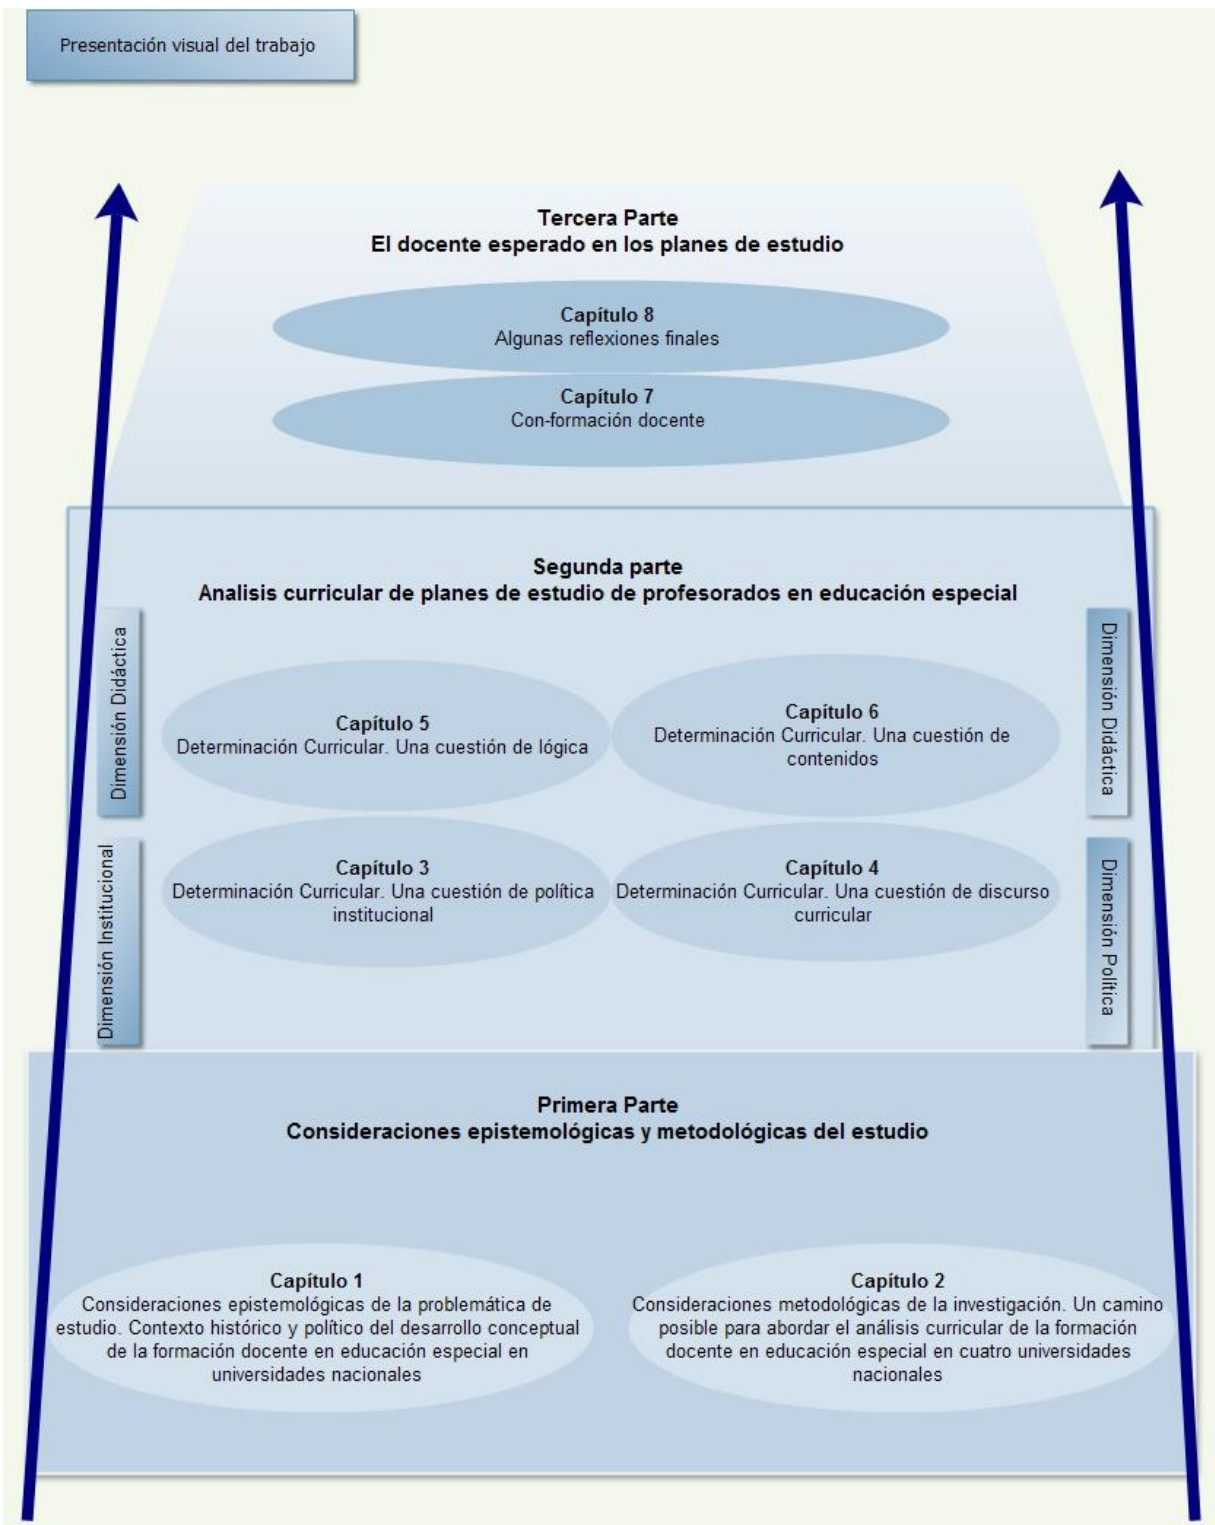 Presentación visual del trabajo
Tercera Parte
El docente esperado en los planes de estudio
Capítulo 8
Algunas reflexiones finales
Capítulo 7
Con-formación docente
Segunda parte
Analisis curricular de planes de estudio de profesorados en educación especial
Dimensión Didáctica
Capítulo 5
Determinación Curricular. Una cuestión de lógica
Capítulo 6
Determinación Curricular. Una cuestión de
contenidos
Dimensión Didáctica
Dimensión Institucional
Capítulo 3
Determinación Curricular. Una cuestión de política
institucional
Capítulo 4
Determinación Curricular. Una cuestión de discurso
curricular
Dimensión Política
Primera Parte
Consideraciones epistemológicas y metodológicas del estudio
Capítulo 1
Consideraciones epistemológicas de la problemática de
estudio. Contexto histórico y político del desarrollo conceptual
de la formación docente en educación especial en
universidades nacionales
Capítulo 2
Consideraciones metodológicas de la investigación. Un camino
posible para abordar el análisis curricular de la formación
docente en educación especial en cuatro universidades
nacionales